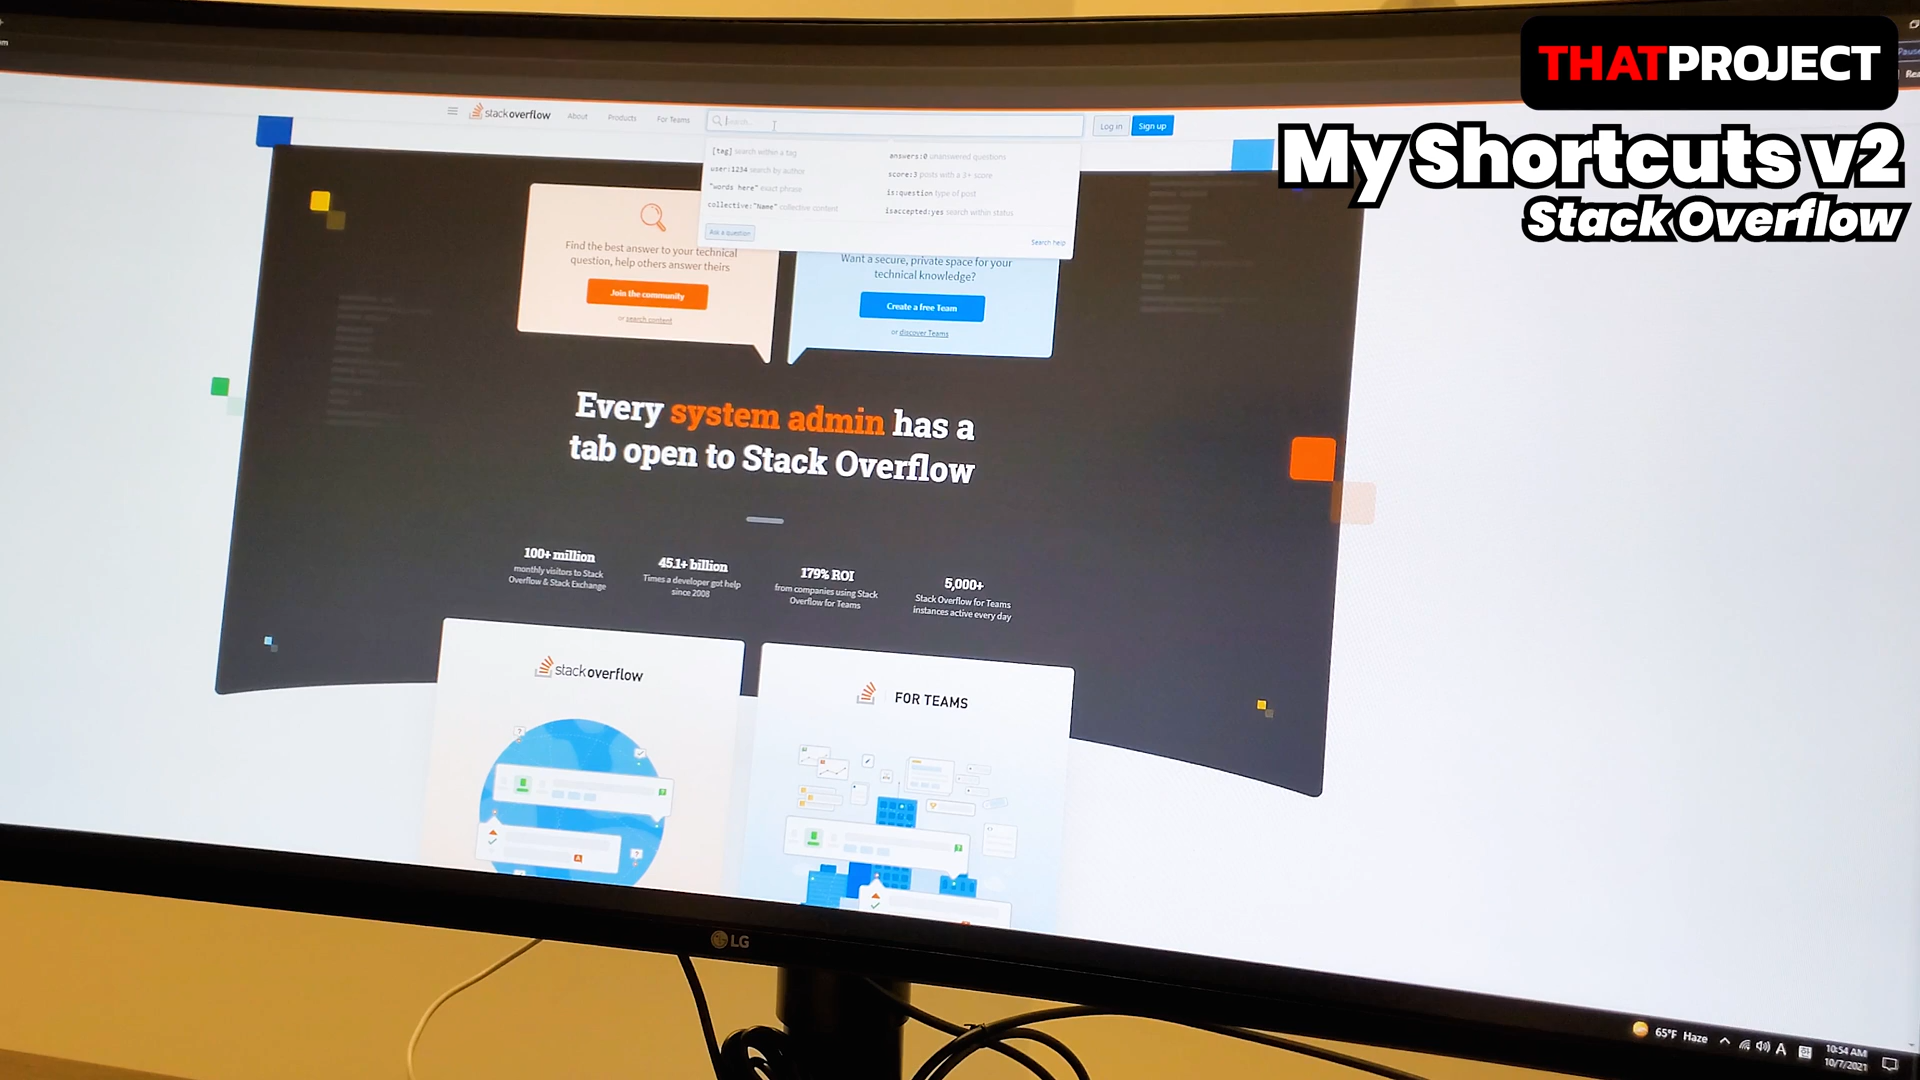 THATPROJECT
My Shortcuts v2
Stack Overflow
stackoverflow
About
Products
For Teams
Search...
Log in
Sign up
[tag] search within a tag
user:1234 search by author
"words here" exact phrase
collective:"Name" collective content
answers:0 unanswered questions
score:3 posts with a 3+ score
is:question type of post
isaccepted:yes search within status
Ask a question
Search help
Find the best answer to your technical
question, help others answer theirs
Join the community
or search content
Want a secure, private space for your
technical knowledge?
Create a free Team
or discover Teams
Every system admin has a
tab open to Stack Overflow
100+ million
monthly visitors to Stack
Overflow & Stack Exchange
45.1+ billion
Times a developer got help
since 2008
179% ROI
from companies using Stack
Overflow for Teams
5,000+
Stack Overflow for Teams
instances active every day
stackoverflow
FOR TEAMS
LG
65°F Haze
A
10:54 AM
10/7/2021